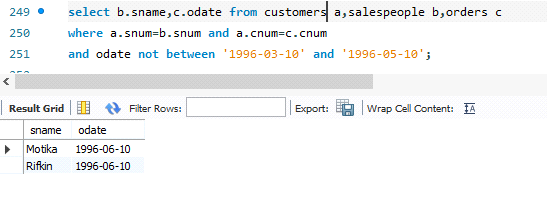 249 select b.sname,c.odate from customers a,salespeople b,orders c
250 where a.snum=b.snum and a.cnum=c.cnum
251 and odate not between '1996-03-10' and '1996-05-10';
Result Grid Filter Rows: Export: Wrap Cell Content:
sname odate
Motika 1996-06-10
Rifkin 1996-06-10